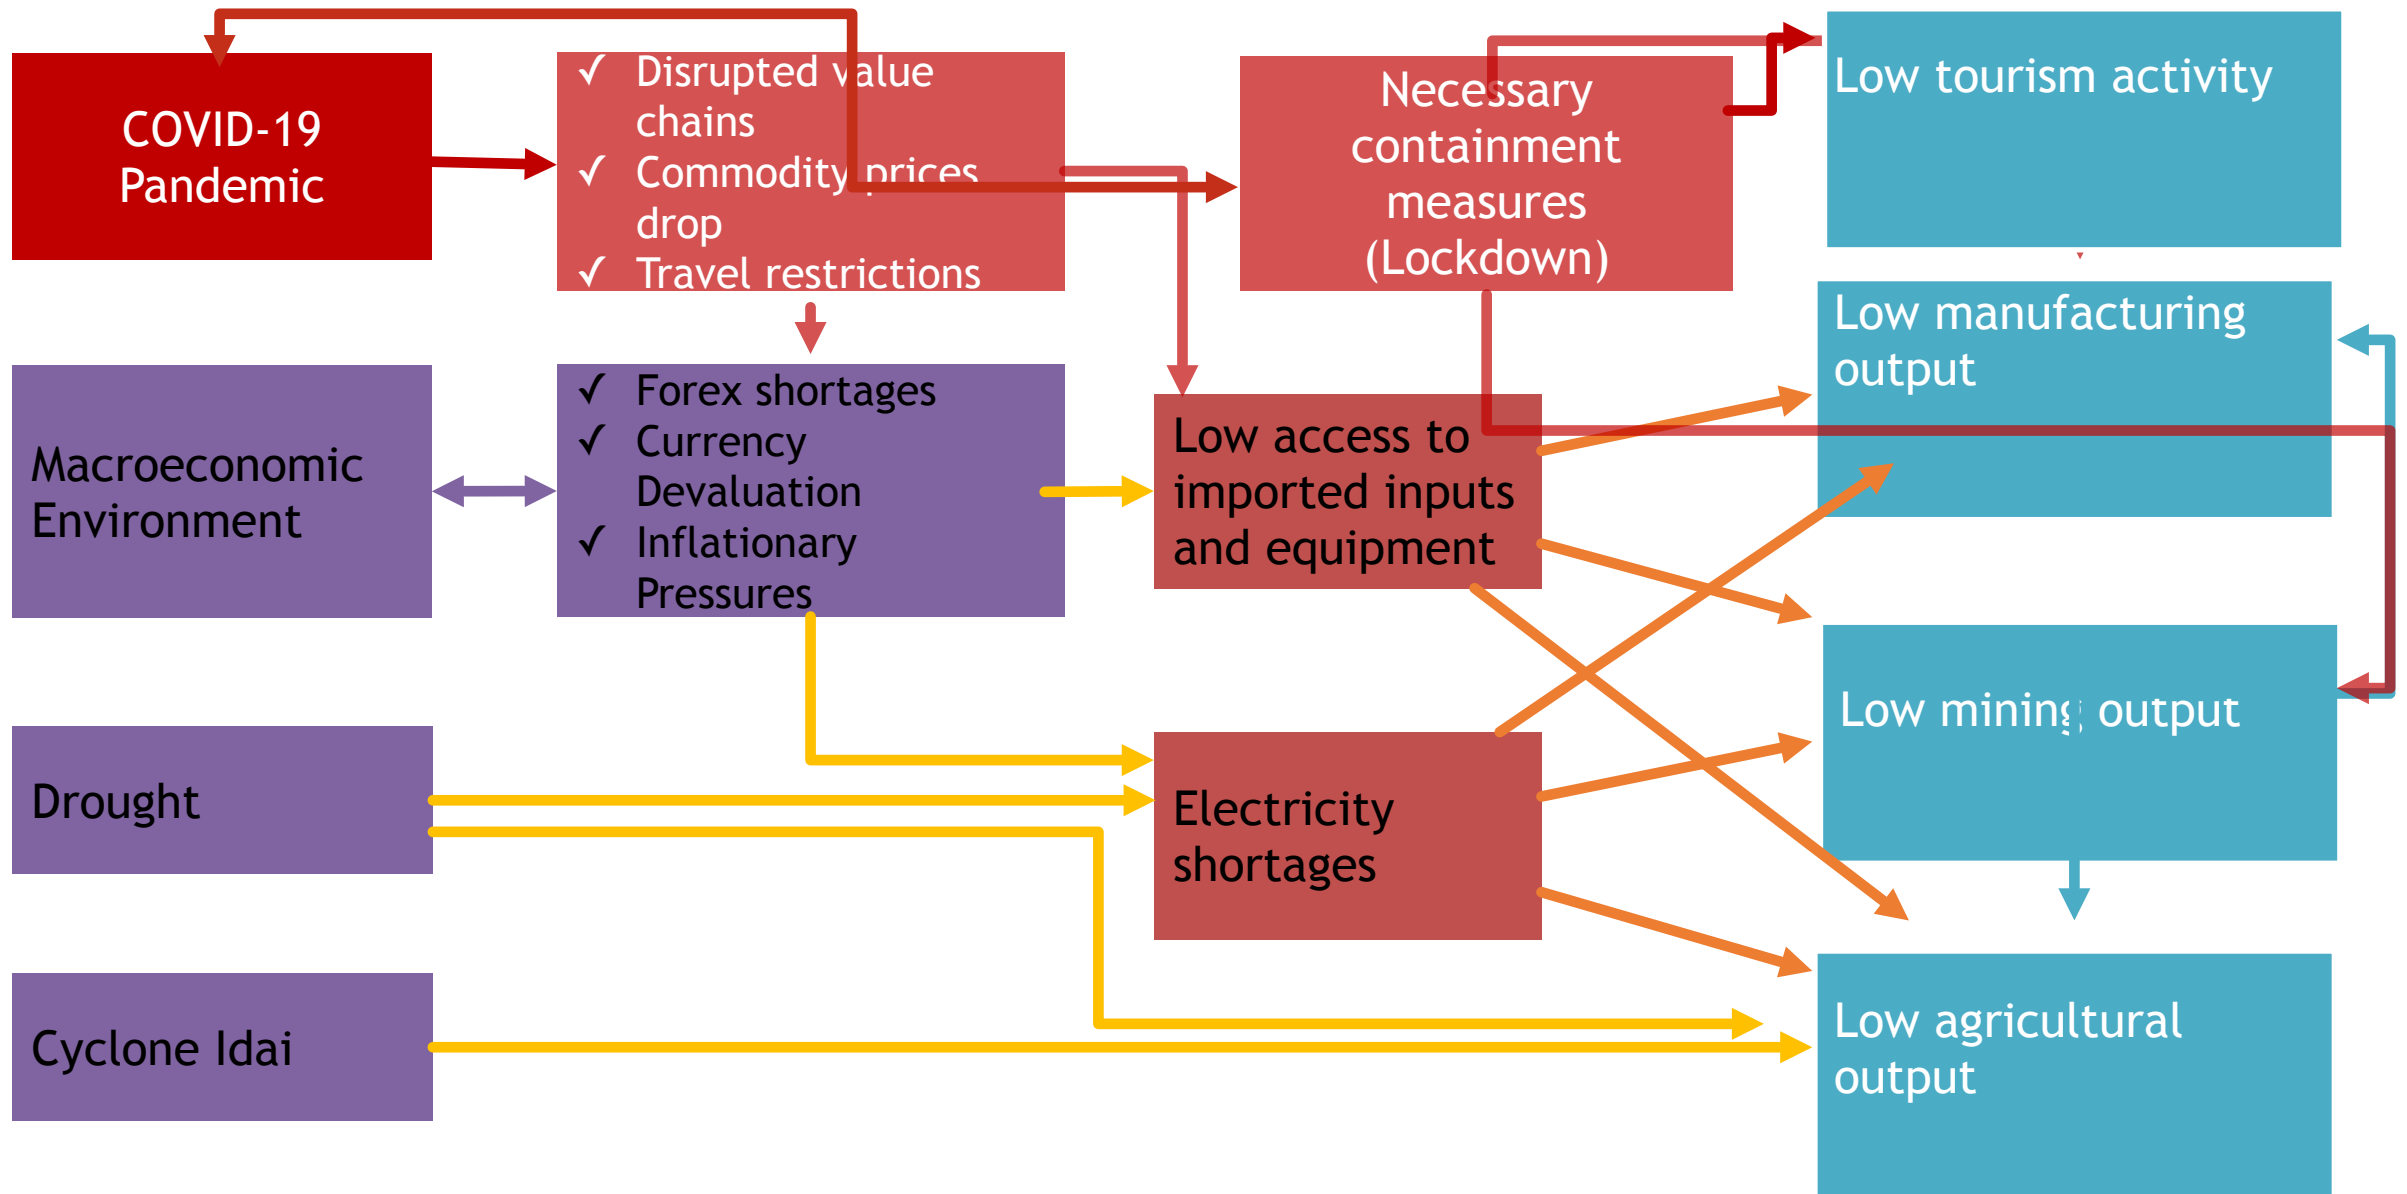 COVID-19
Pandemic
✓ Disrupted value
chains
✓ Commodity prices
drop
✓ Travel restrictions
Necessary
containment
measures
(Lockdown)
Low tourism activity
Low manufacturing
output
Macroeconomic
Environment
✓ Forex shortages
✓ Currency
Devaluation
✓ Inflationary
Pressures
Low access to
imported inputs
and equipment
Low mining output
Drought
Electricity
shortages
Cyclone Idai
Low agricultural
output